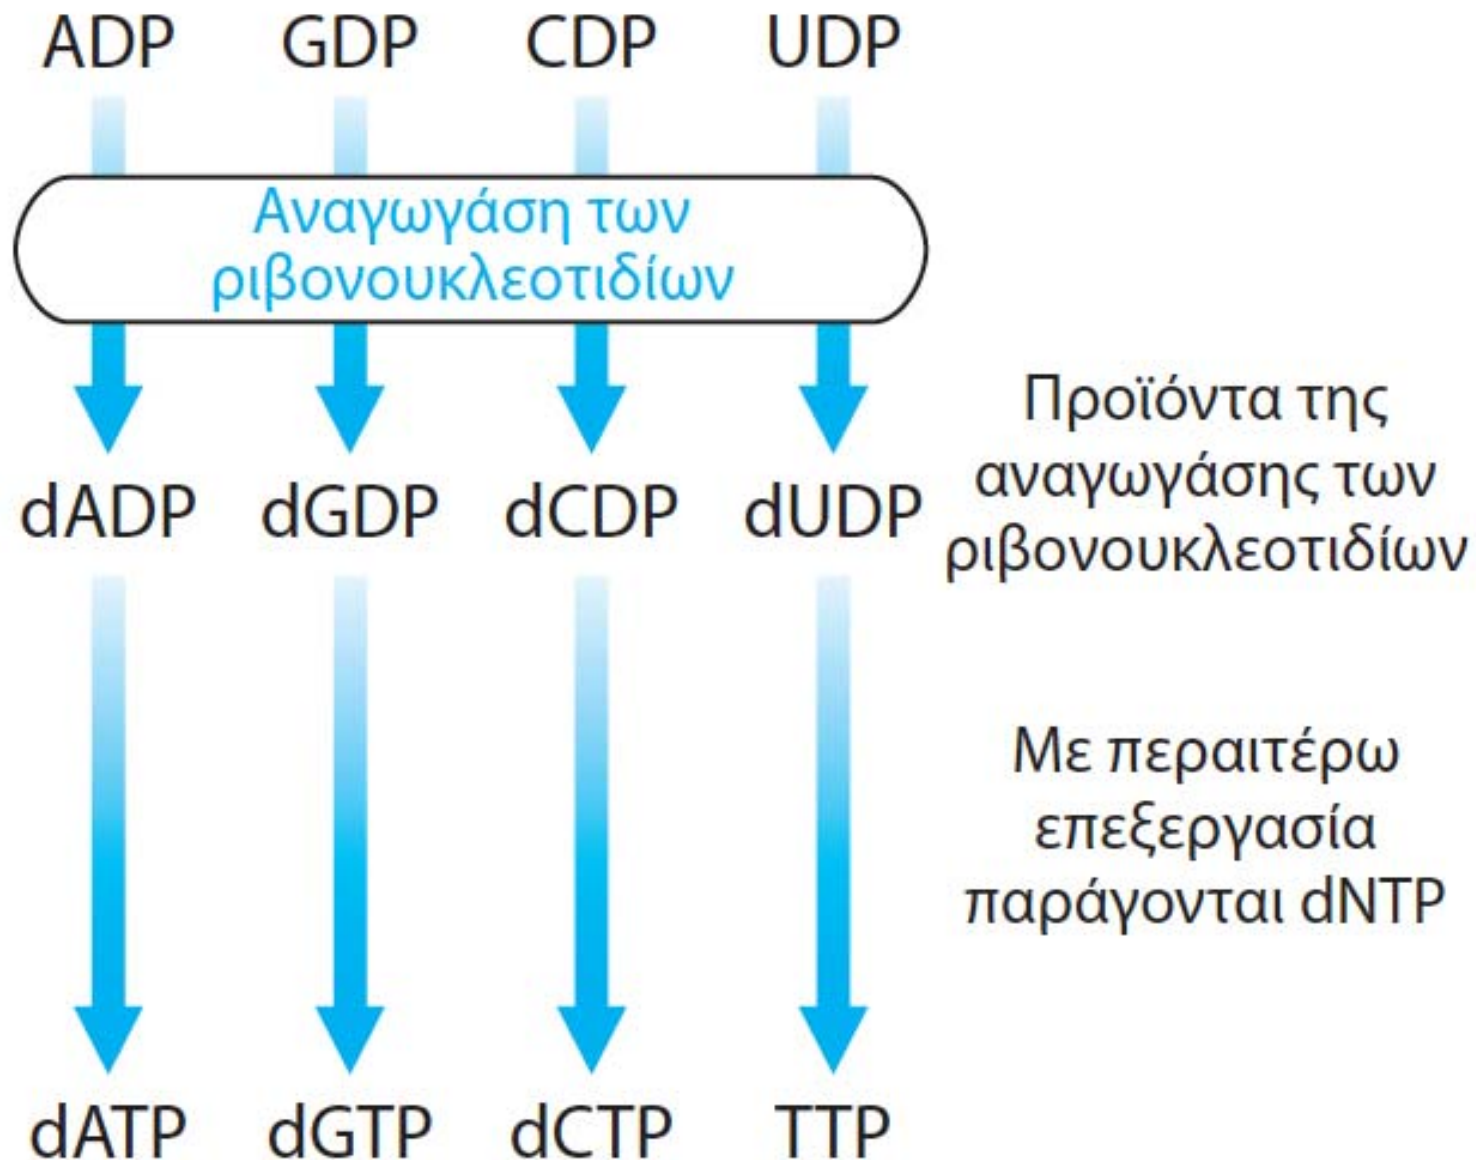 ADP GDP CDP UDP
Αναγωγάση των
ριβονουκλεοτιδίων
dADP dGDP dCDP dUDP
Προϊόντα της
αναγωγάσης των
ριβονουκλεοτιδίων
Με περαιτέρω
επεξεργασία
παράγονται dNTP
dATP dGTP dCTP TTP